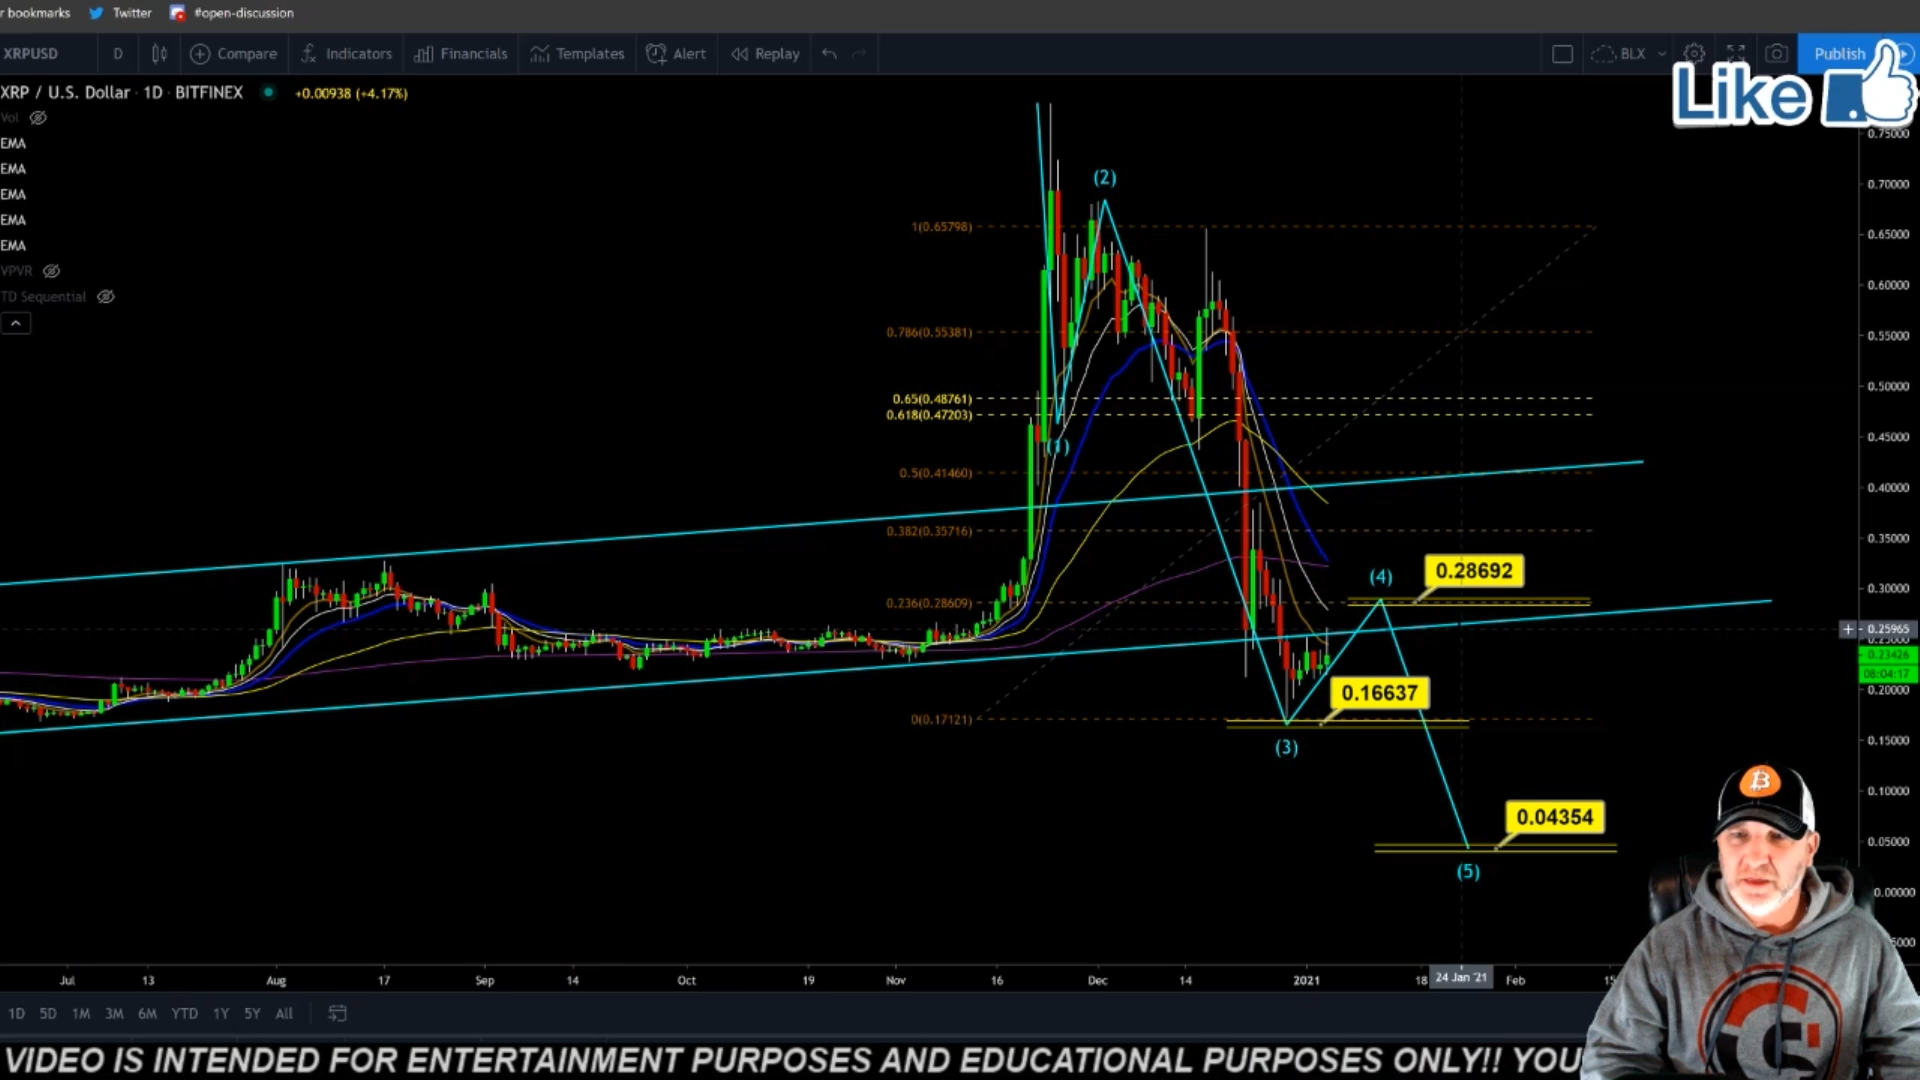 r bookmarks Twitter #open-discussion
XRPUSD D Compare Indicators Financials Templates Alert Replay BLX Publish
Like
XRP / U.S. Dollar · 1D · BITFINEX +0.00938 (+4.17%)
Vol
EMA
EMA
EMA
EMA
EMA
VPVR
TD Sequential
0.75000
0.70000
0.65000
0.60000
0.55000
0.50000
0.45000
0.40000
0.35000
0.30000
0.25965
0.23426
08:04:17
0.20000
0.15000
0.10000
0.05000
0.00000
5000
(2)
1(0.65798)
0.786(0.55381)
0.65(0.48761)
0.618(0.47203)
(1)
0.5(0.41460)
0.382(0.35716)
(4) 0.28692
0.236(0.28609)
0.16637
0(0.17121)
(3)
0.04354
(5)
Jul 13 Aug 17 Sep 14 Oct 19 Nov 16 Dec 14 2021 18 24 Jan '21 Feb 15
1D 5D 1M 3M 6M YTD 1Y 5Y All
VIDEO IS INTENDED FOR ENTERTAINMENT PURPOSES AND EDUCATIONAL PURPOSES ONLY!! YOU